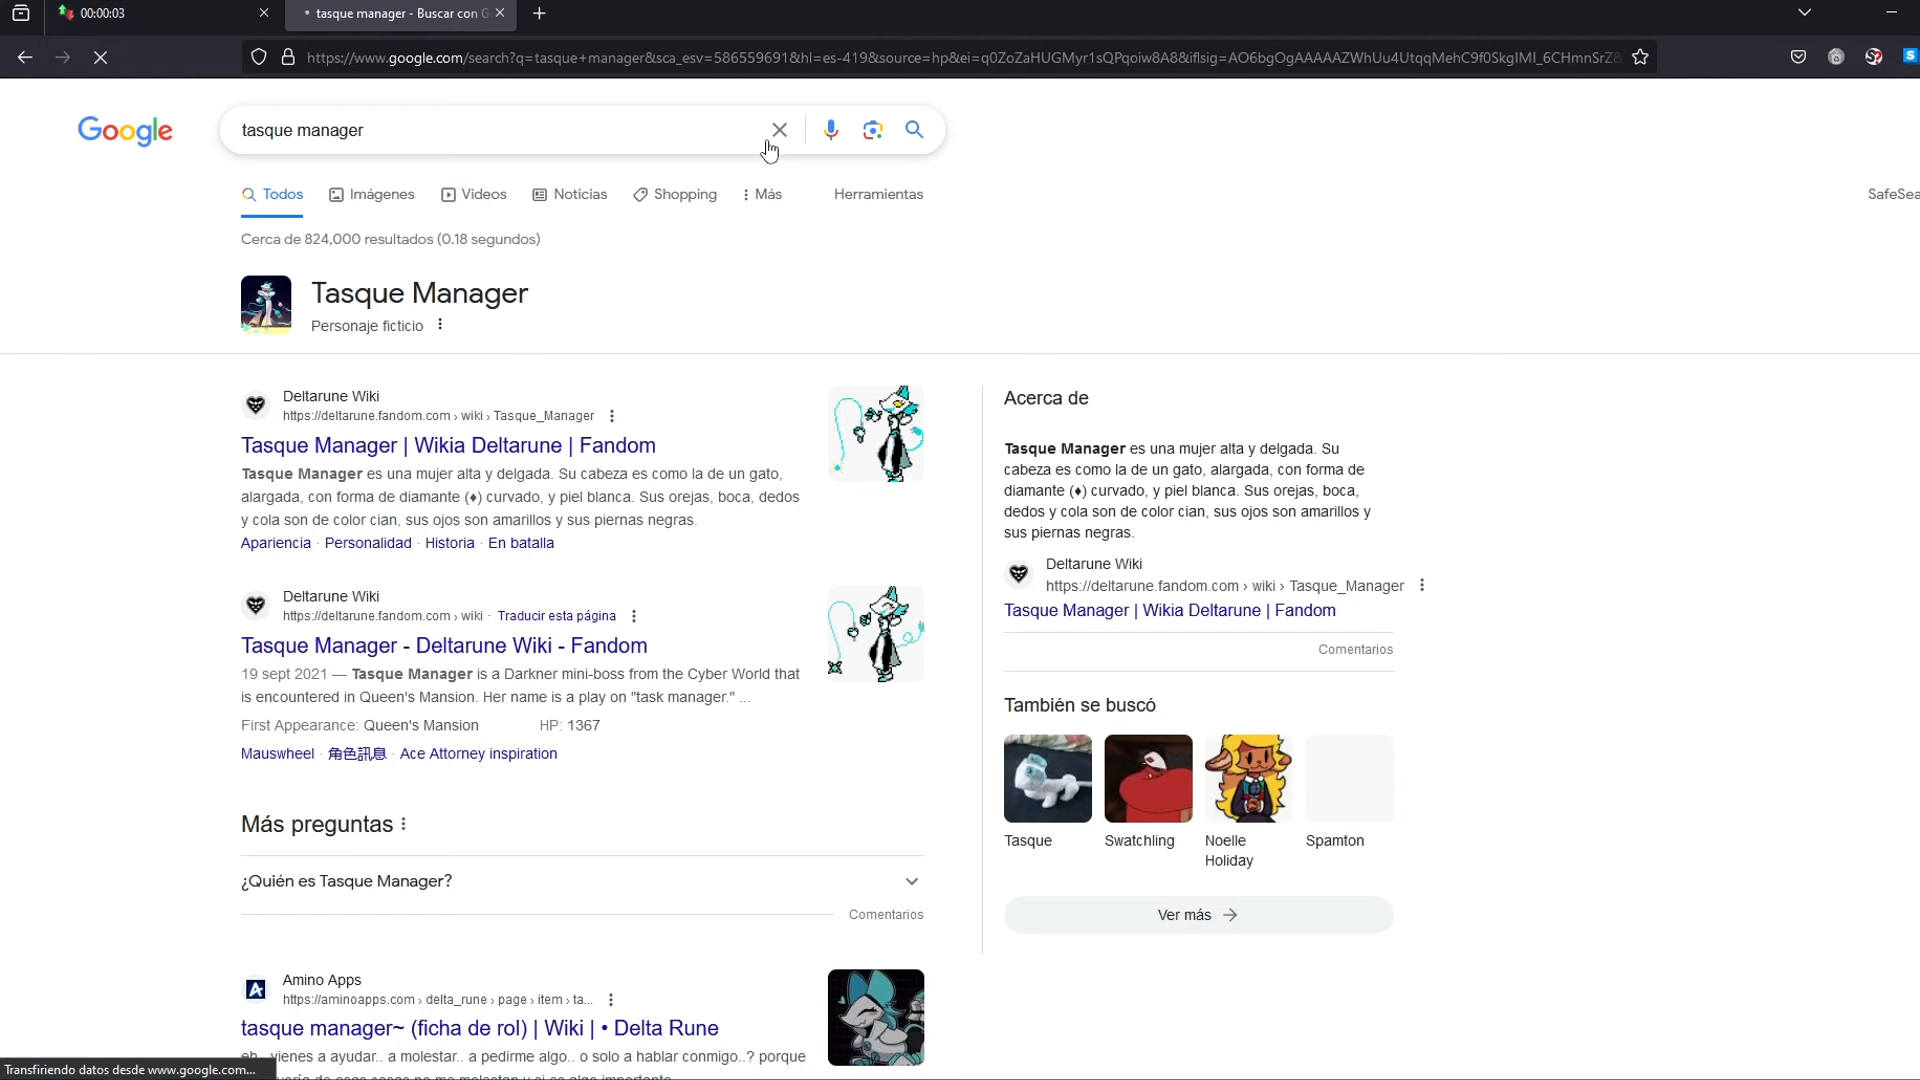 00:00:03
tasque manager - Buscar con G
https://www.google.com/search?q=tasque+manager&sca_esv=586559691&hl=es-419&source=hp&ei=q0ZoZaHUGMyr1sQPqoiw8A8&iflsig=AO6bgOgAAAAAZWhUu4UtqqMehC9f0SkgIMI_6CHmnSrZ8
Google
tasque manager
Todos
Imágenes
Videos
Noticias
Shopping
Más
Herramientas
SafeSea
Cerca de 824,000 resultados (0.18 segundos)
Tasque Manager
Personaje ficticio
Deltarune Wiki
https://deltarune.fandom.com › wiki › Tasque_Manager
Tasque Manager | Wikia Deltarune | Fandom
Tasque Manager es una mujer alta y delgada. Su cabeza es como la de un gato,
alargada, con forma de diamante (♦) curvado, y piel blanca. Sus orejas, boca, dedos
y cola son de color cian, sus ojos son amarillos y sus piernas negras.
Apariencia · Personalidad · Historia · En batalla
Deltarune Wiki
https://deltarune.fandom.com › wiki · Traducir esta página
Tasque Manager - Deltarune Wiki - Fandom
19 sept 2021 — Tasque Manager is a Darkner mini-boss from the Cyber World that
is encountered in Queen's Mansion. Her name is a play on "task manager." ...
First Appearance: Queen's Mansion HP: 1367
Mauswheel · 角色訊息 · Ace Attorney inspiration
Más preguntas
¿Quién es Tasque Manager?
Comentarios
Amino Apps
https://aminoapps.com › delta_rune › page › item › ta...
tasque manager~ (ficha de rol) | Wiki | • Delta Rune
eh.. vienes a ayudar.. a molestar.. a pedirme algo.. o solo a hablar conmigo..? porque
Acerca de
Tasque Manager es una mujer alta y delgada. Su
cabeza es como la de un gato, alargada, con forma de
diamante (♦) curvado, y piel blanca. Sus orejas, boca,
dedos y cola son de color cian, sus ojos son amarillos y
sus piernas negras.
Deltarune Wiki
https://deltarune.fandom.com › wiki › Tasque_Manager
Tasque Manager | Wikia Deltarune | Fandom
Comentarios
También se buscó
Tasque
Swatchling
Noelle
Holiday
Spamton
Ver más
Transfiriendo datos desde www.google.com...